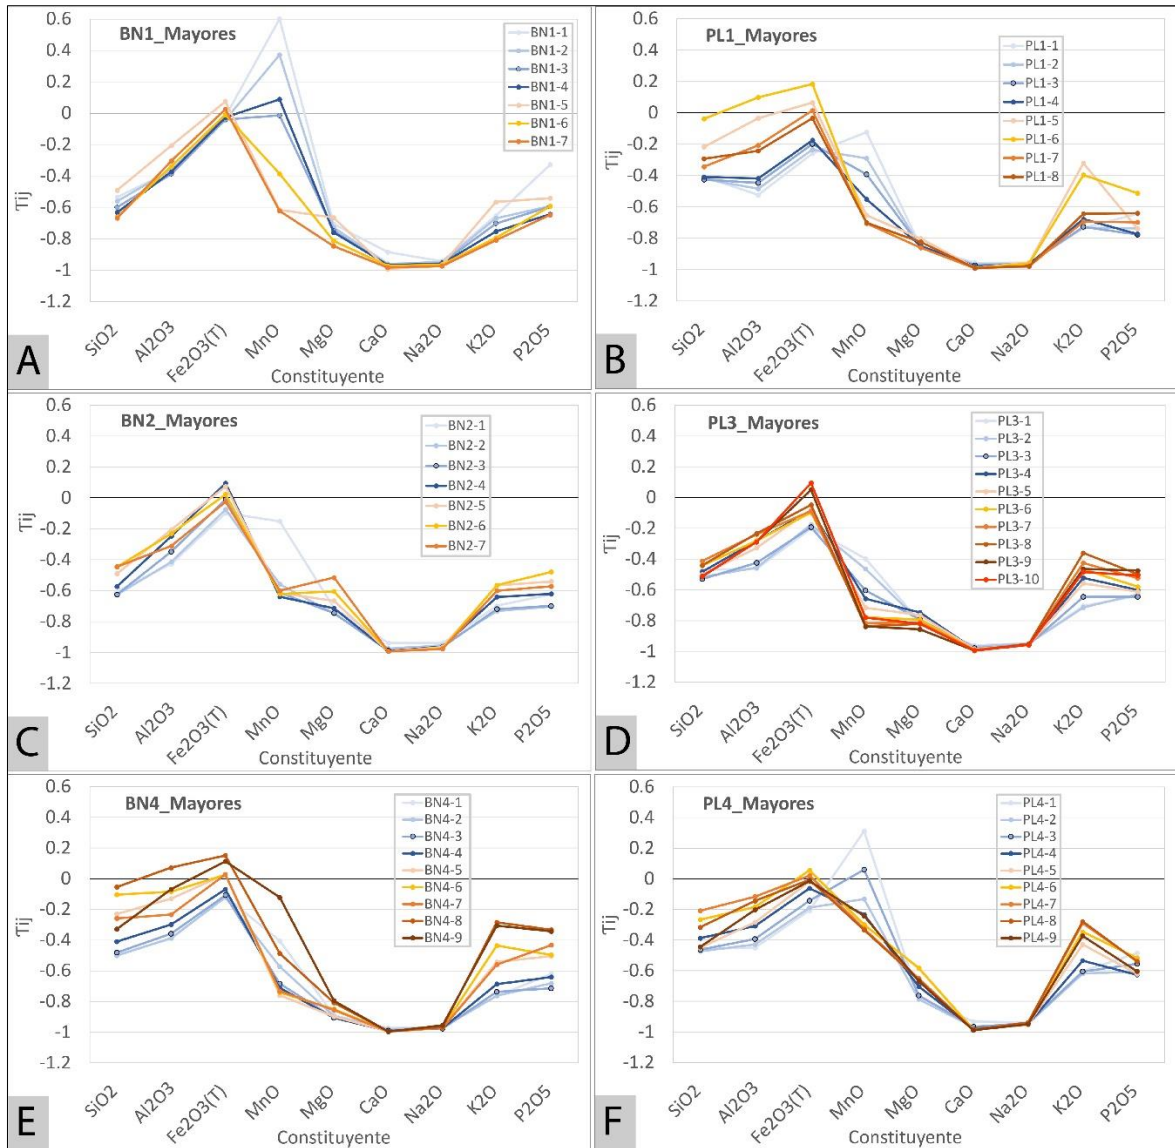 BN1_Mayores
0.6
0.4
0.2
0
-0.2
-0.4
-0.6
-0.8
-1
-1.2
Tij
BN1-1
BN1-2
BN1-3
BN1-4
BN1-5
BN1-6
BN1-7
SiO2
Al2O3
Fe2O3(T)
MnO
MgO
CaO
Na2O
K2O
P2O5
Constituyente
A
PL1_Mayores
0.6
0.4
0.2
0
-0.2
-0.4
-0.6
-0.8
-1
-1.2
Tij
PL1-1
PL1-2
PL1-3
PL1-4
PL1-5
PL1-6
PL1-7
PL1-8
SiO2
Al2O3
Fe2O3(T)
MnO
MgO
CaO
Na2O
K2O
P2O5
Constituyente
B
BN2_Mayores
0.6
0.4
0.2
0
-0.2
-0.4
-0.6
-0.8
-1
-1.2
Tij
BN2-1
BN2-2
BN2-3
BN2-4
BN2-5
BN2-6
BN2-7
SiO2
Al2O3
Fe2O3(T)
MnO
MgO
CaO
Na2O
K2O
P2O5
Constituyente
C
PL3_Mayores
0.6
0.4
0.2
0
-0.2
-0.4
-0.6
-0.8
-1
-1.2
Tij
PL3-1
PL3-2
PL3-3
PL3-4
PL3-5
PL3-6
PL3-7
PL3-8
PL3-9
PL3-10
SiO2
Al2O3
Fe2O3(T)
MnO
MgO
CaO
Na2O
K2O
P2O5
Constituyente
D
BN4_Mayores
0.6
0.4
0.2
0
-0.2
-0.4
-0.6
-0.8
-1
-1.2
Tij
BN4-1
BN4-2
BN4-3
BN4-4
BN4-5
BN4-6
BN4-7
BN4-8
BN4-9
SiO2
Al2O3
Fe2O3(T)
MnO
MgO
CaO
Na2O
K2O
P2O5
Constituyente
E
PL4_Mayores
0.6
0.4
0.2
0
-0.2
-0.4
-0.6
-0.8
-1
-1.2
Tij
PL4-1
PL4-2
PL4-3
PL4-4
PL4-5
PL4-6
PL4-7
PL4-8
PL4-9
SiO2
Al2O3
Fe2O3(T)
MnO
MgO
CaO
Na2O
K2O
P2O5
Constituyente
F